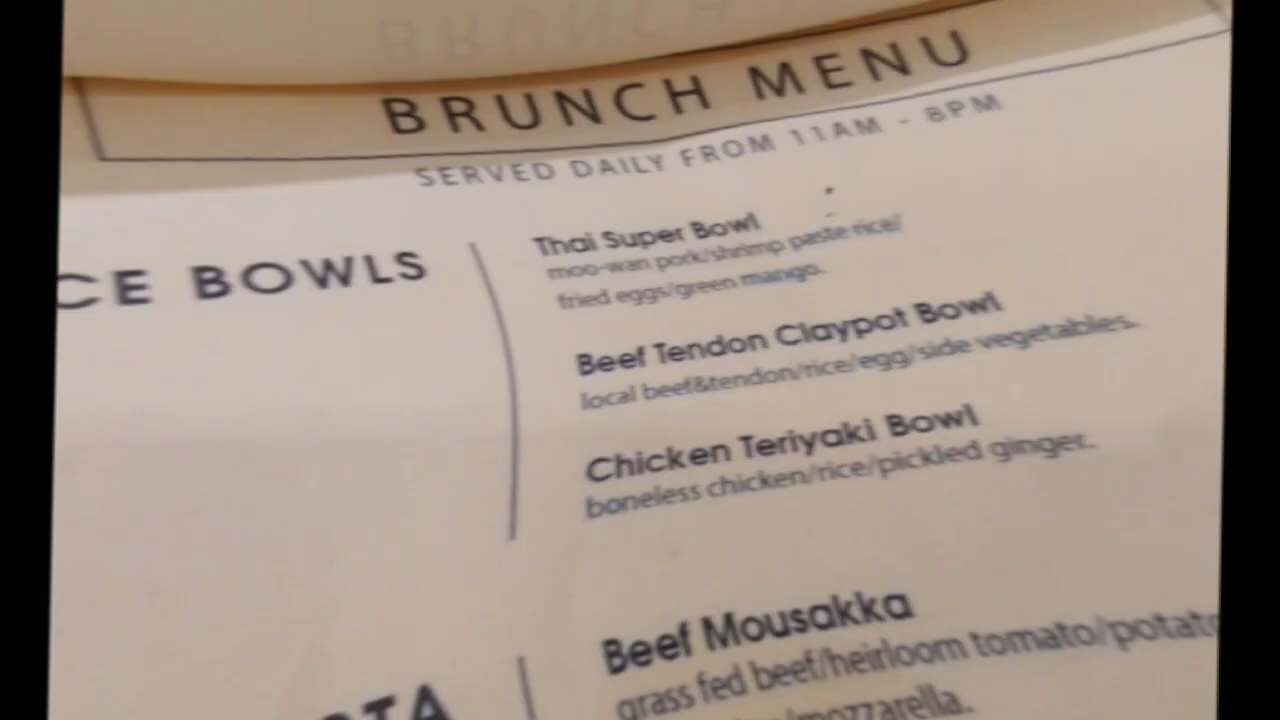 BRUNCH MENU
SERVED DAILY FROM 11AM - 8PM
CE BOWLS
Thai Super Bowl
moo-wan pork/shrimp paste rice/
fried eggs/green mango.
Beef Tendon Claypot Bowl
local beef&tendon/rice/egg/side vegetables.
Chicken Teriyaki Bowl
boneless chicken/rice/pickled ginger.
Beef Mousakka
grass fed beef/heirloom tomato/potato
mozzarella.